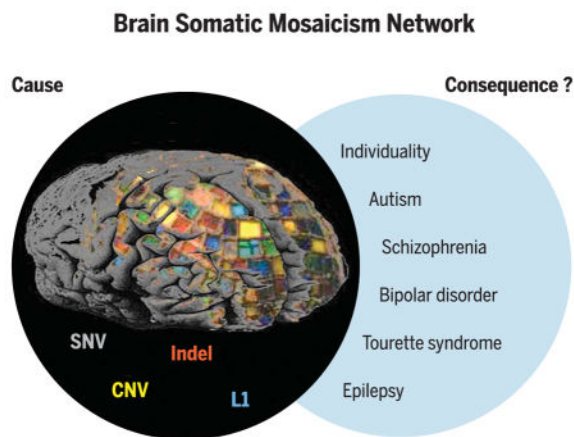 Brain Somatic Mosaicism Network
Cause
Consequence ?
Individuality
Autism
Schizophrenia
Bipolar disorder
Tourette syndrome
Epilepsy
SNV
Indel
CNV
L1